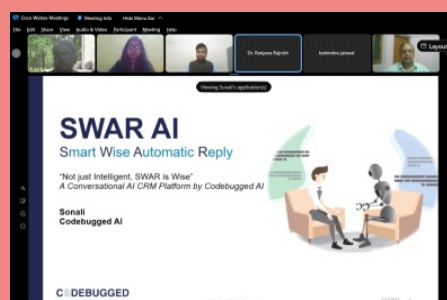 Cisco Webex Meetings Meeting Info Hide Menu Bar
File Edit Share View Audio & Video Participant Meeting Help
Dr. Ranjana Rajnish
balendee jaiswal
Layout
Viewing Sonali's application(s)
SWAR AI
Smart Wise Automatic Reply
"Not just Intelligent, SWAR is Wise"
A Conversational AI CRM Platform by Codebugged AI
Sonali
Codebugged AI
CODEBUGGED